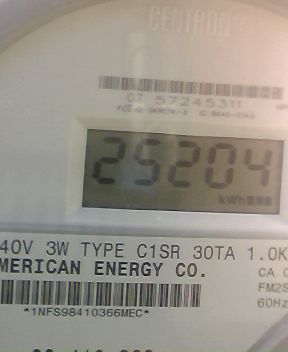 CENTRON
07 57245311
25204
kWh
40V 3W TYPE C1SR 30TA 1.0K
MERICAN ENERGY CO.
CA 0
FM2S
60Hz
*1NFS98410366MEC*